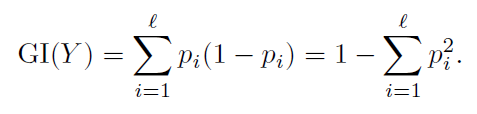 GI(Y) = \sum_{i=1}^{\ell} p_i(1 - p_i) = 1 - \sum_{i=1}^{\ell} p_i^2.